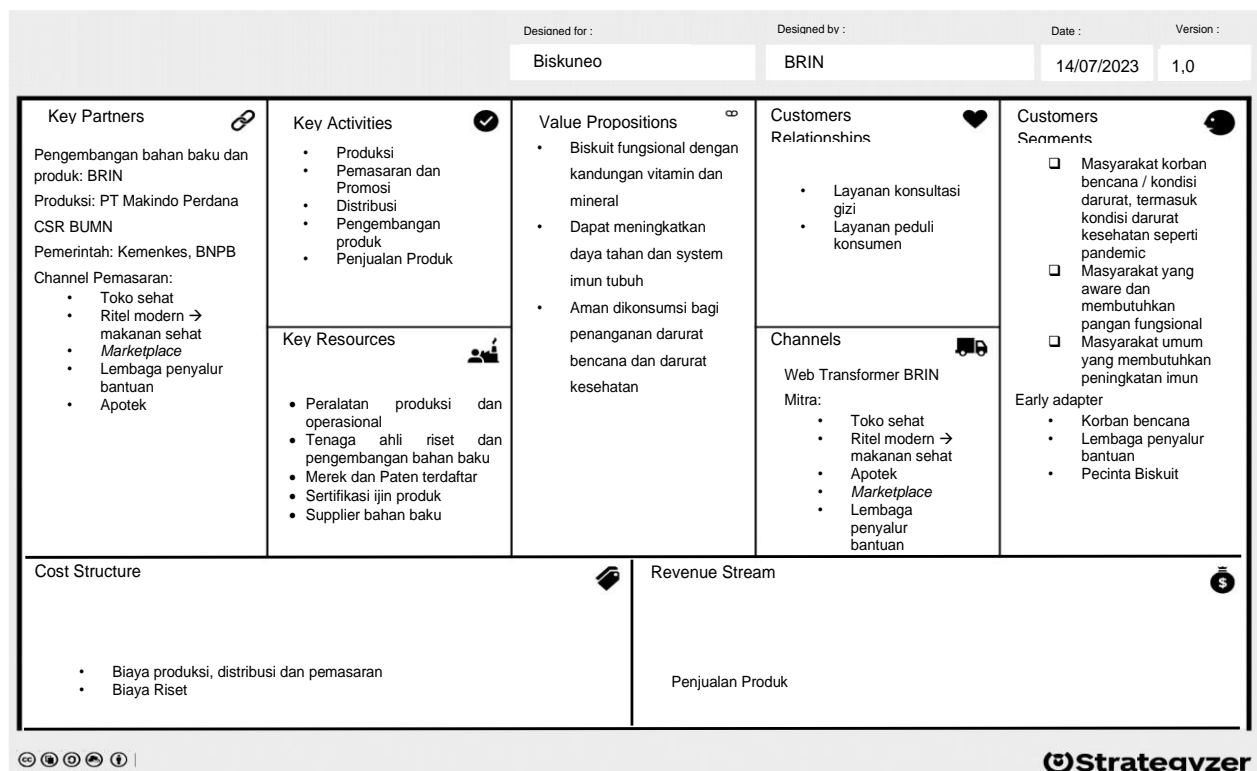 Designed for :
Designed by :
Date :
Version :
Biskuneo
BRIN
14/07/2023
1,0
Key Partners
Pengembangan bahan baku dan
produk: BRIN
Produksi: PT Makindo Perdana
CSR BUMN
Pemerintah: Kemenkes, BNPB
Channel Pemasaran:
• Toko sehat
• Ritel modern →
makanan sehat
• Marketplace
• Lembaga penyalur
bantuan
• Apotek
Key Activities
• Produksi
• Pemasaran dan
Promosi
• Distribusi
• Pengembangan
produk
• Penjualan Produk
Key Resources
• Peralatan produksi dan
operasional
• Tenaga ahli riset dan
pengembangan bahan baku
• Merek dan Paten terdaftar
• Sertifikasi ijin produk
• Supplier bahan baku
Value Propositions
• Biskuit fungsional dengan
kandungan vitamin dan
mineral
• Dapat meningkatkan
daya tahan dan system
imun tubuh
• Aman dikonsumsi bagi
penanganan darurat
bencana dan darurat
kesehatan
Customers
Relationships
• Layanan konsultasi
gizi
• Layanan peduli
konsumen
Channels
Web Transformer BRIN
Mitra:
• Toko sehat
• Ritel modern →
makanan sehat
• Apotek
• Marketplace
• Lembaga
penyalur
bantuan
Customers
Segments
❑ Masyarakat korban
bencana / kondisi
darurat, termasuk
kondisi darurat
kesehatan seperti
pandemic
❑ Masyarakat yang
aware dan
membutuhkan
pangan fungsional
❑ Masyarakat umum
yang membutuhkan
peningkatan imun
Early adapter
• Korban bencana
• Lembaga penyalur
bantuan
• Pecinta Biskuit
Cost Structure
• Biaya produksi, distribusi dan pemasaran
• Biaya Riset
Revenue Stream
Penjualan Produk
Strategyzer